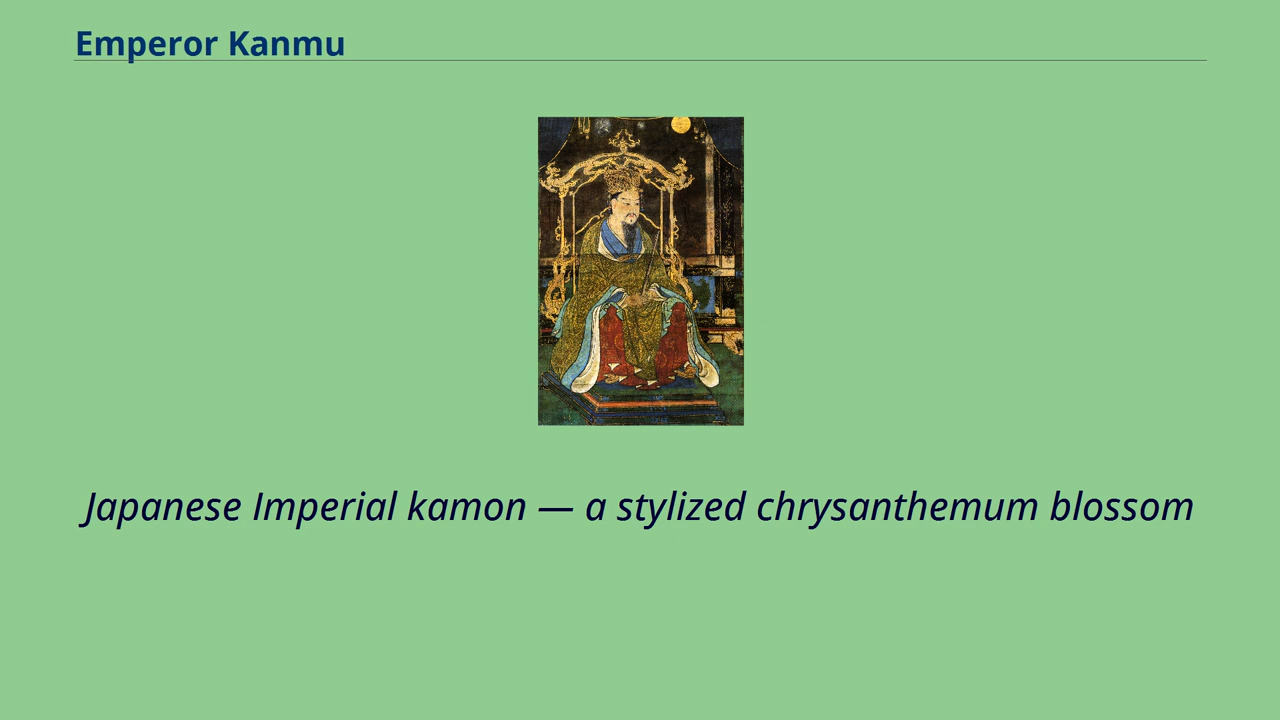 Emperor Kanmu
Japanese Imperial kamon — a stylized chrysanthemum blossom